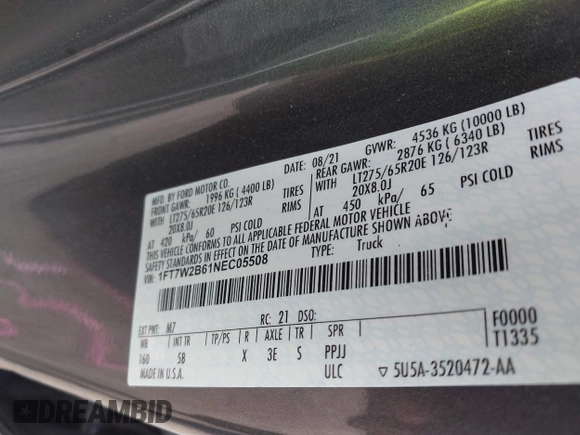 MFD. BY FORD MOTOR CO.
DATE: 08/21 GVWR: 4536 KG (10000 LB)
FRONT GAWR: 1996 KG (4400 LB) REAR GAWR: 2876 KG (6340 LB)
WITH LT275/65R20E 126/123R TIRES WITH LT275/65R20E 126/123R TIRES
20X8.0J RIMS 20X8.0J RIMS
AT 420 kPa/ 60 PSI COLD AT 450 kPa/ 65 PSI COLD
THIS VEHICLE CONFORMS TO ALL APPLICABLE FEDERAL MOTOR VEHICLE
SAFETY STANDARDS IN EFFECT ON THE DATE OF MANUFACTURE SHOWN ABOVE.
VIN: 1FT7W2B61NEC05508 TYPE: Truck
EXT PNT: M7 RC: 21 DSO: F0000
WB INT TR TP/PS R AXLE TR SPR T1335
160 5B X 3E S PPJJ
MADE IN U.S.A. ULC ▽ 5U5A-3520472-AA
DREAMBID